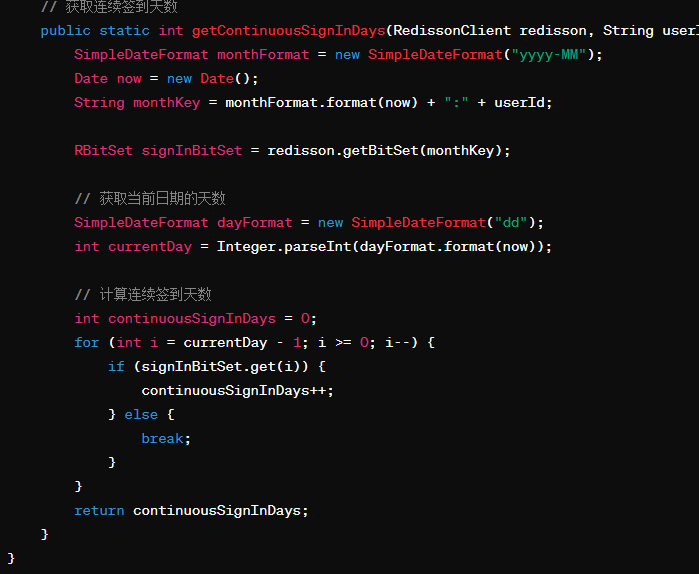 // 获取连续签到天数
public static int getContinuousSignInDays(RedissonClient redisson, String userI
SimpleDateFormat monthFormat = new SimpleDateFormat("yyyy-MM");
Date now = new Date();
String monthKey = monthFormat.format(now) + ":" + userId;
RBitSet signInBitSet = redisson.getBitSet(monthKey);
// 获取当前日期的天数
SimpleDateFormat dayFormat = new SimpleDateFormat("dd");
int currentDay = Integer.parseInt(dayFormat.format(now));
// 计算连续签到天数
int continuousSignInDays = 0;
for (int i = currentDay - 1; i >= 0; i--) {
if (signInBitSet.get(i)) {
continuousSignInDays++;
} else {
break;
}
}
return continuousSignInDays;
}
}